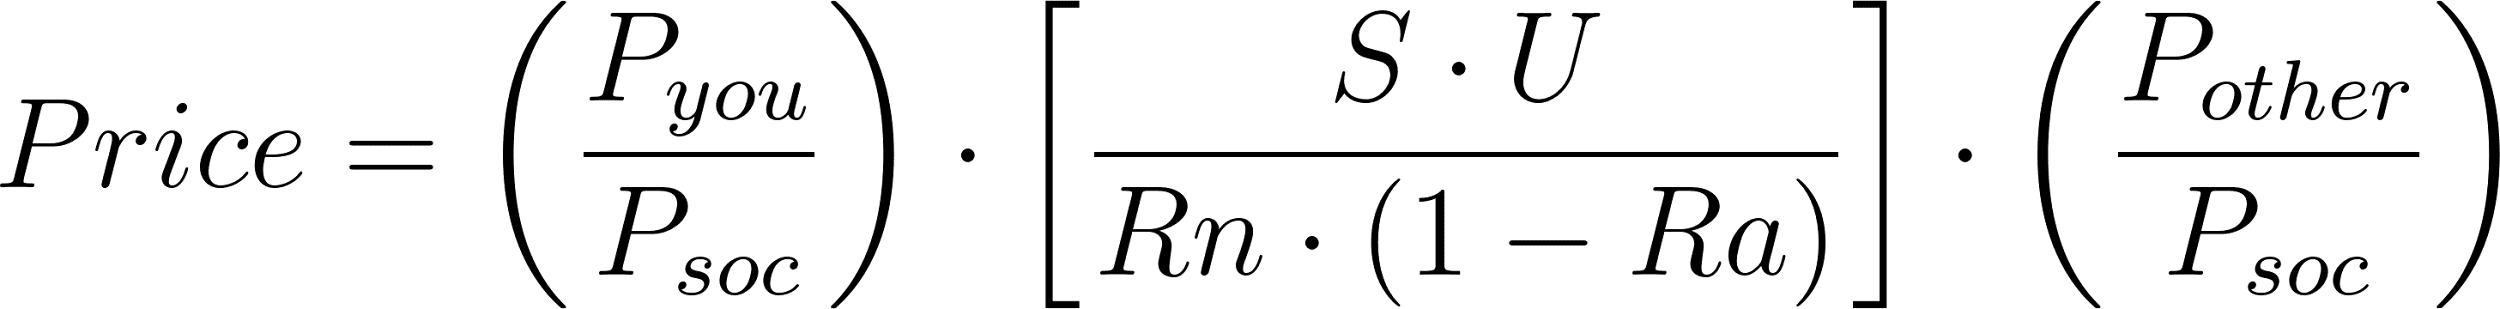 Price = (P_you / P_soc) · [S · U / Rn · (1 − Ra)] · (P_other / P_soc)